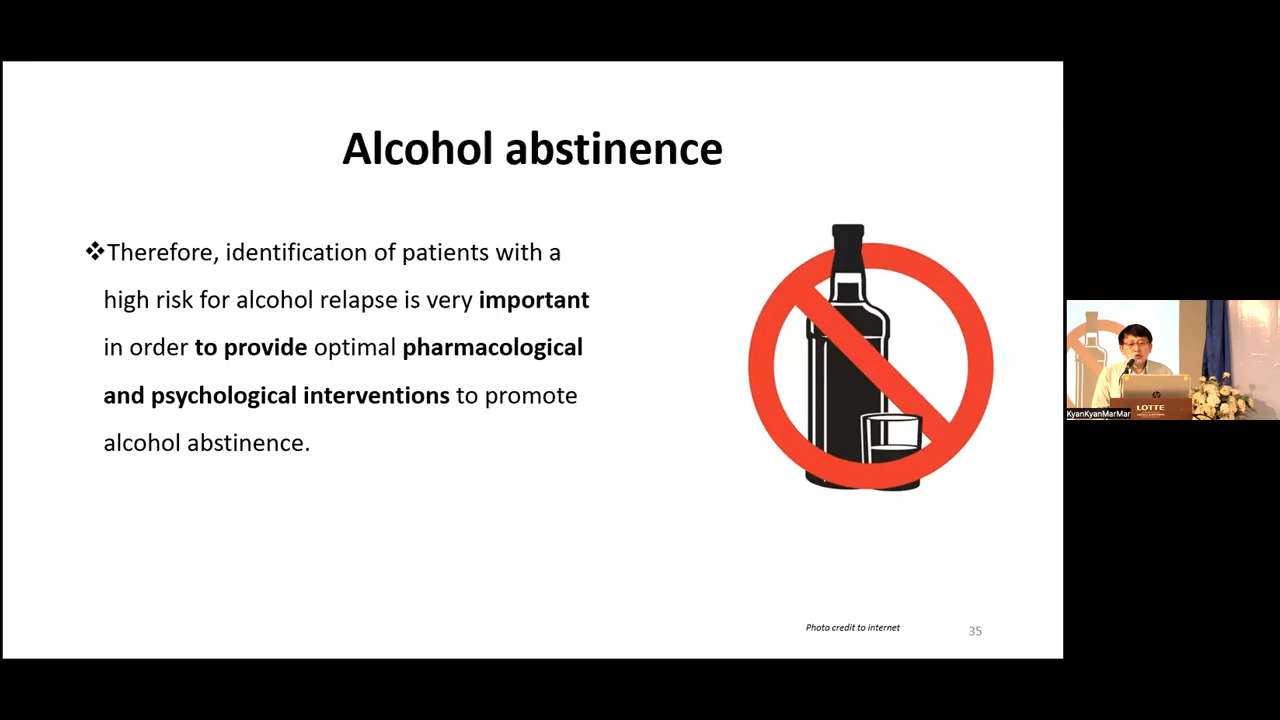 Alcohol abstinence
❖Therefore, identification of patients with a
high risk for alcohol relapse is very important
in order to provide optimal pharmacological
and psychological interventions to promote
alcohol abstinence.
Photo credit to internet
35
KyanKyanMarMar
LOTTE